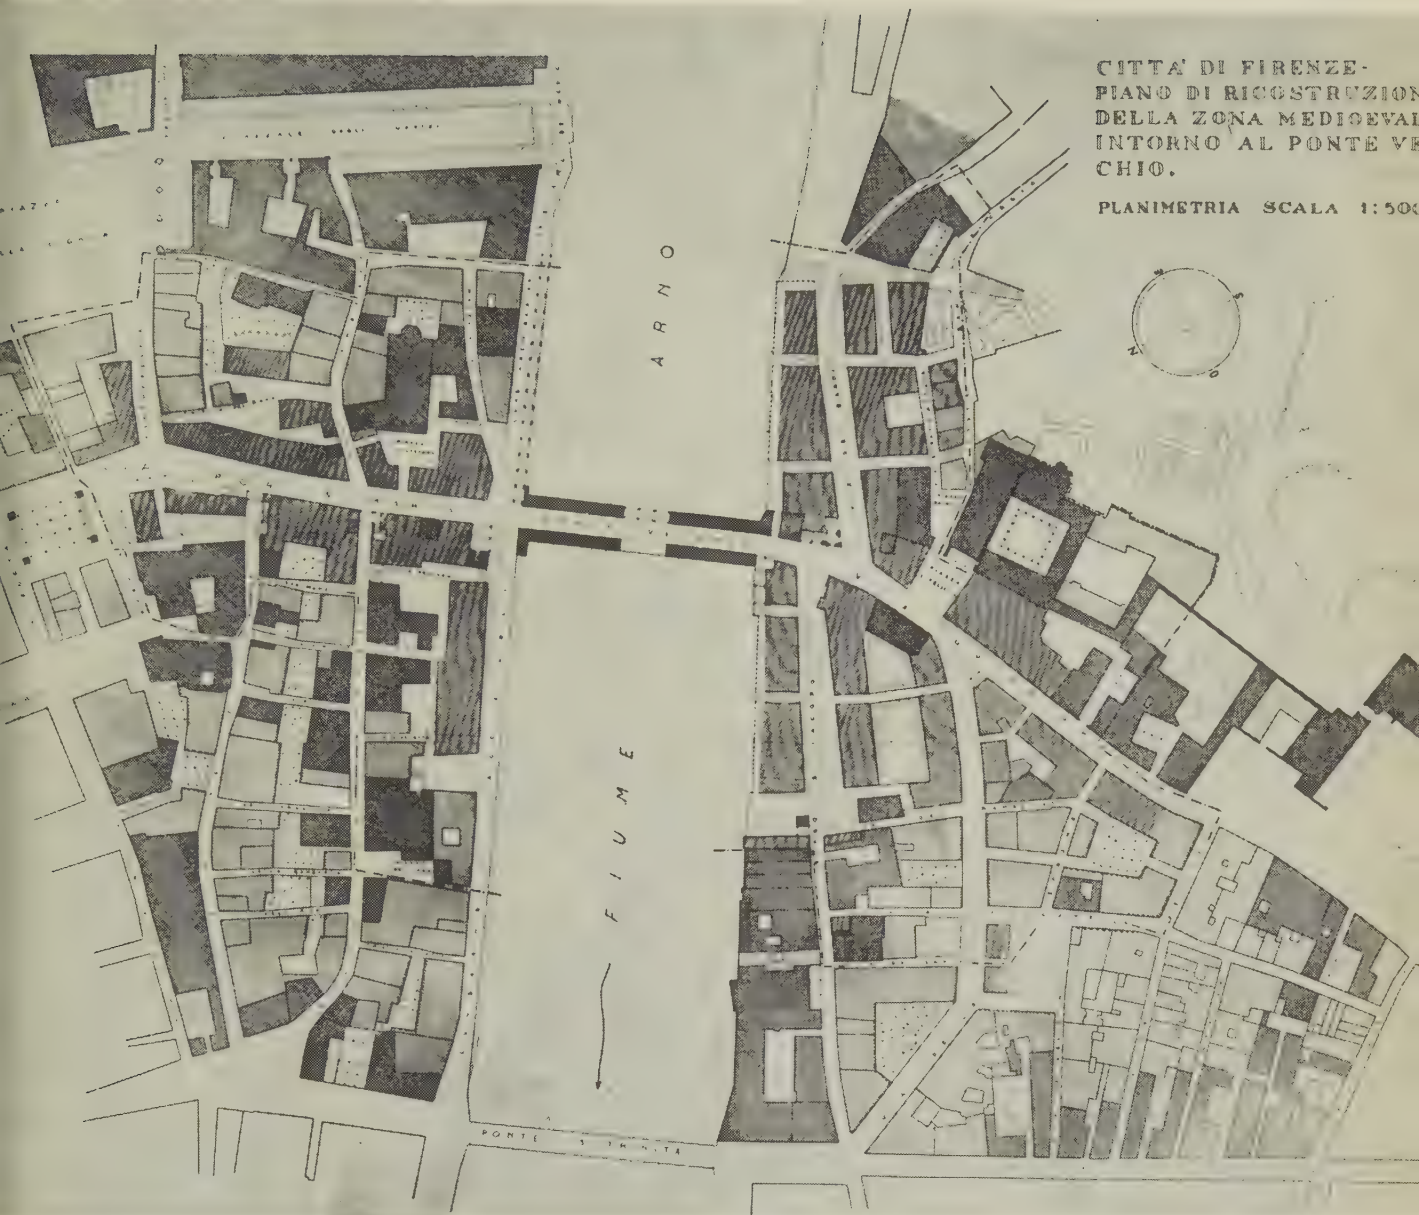 CITTA' DI FIRENZE-
PIANO DI RICOSTRUZION
DELLA ZONA MEDIOEVAL
INTORNO AL PONTE VE
CHIO.
PLANIMETRIA SCALA 1:500
ARNO
FIUME
PONTE S TRINITA